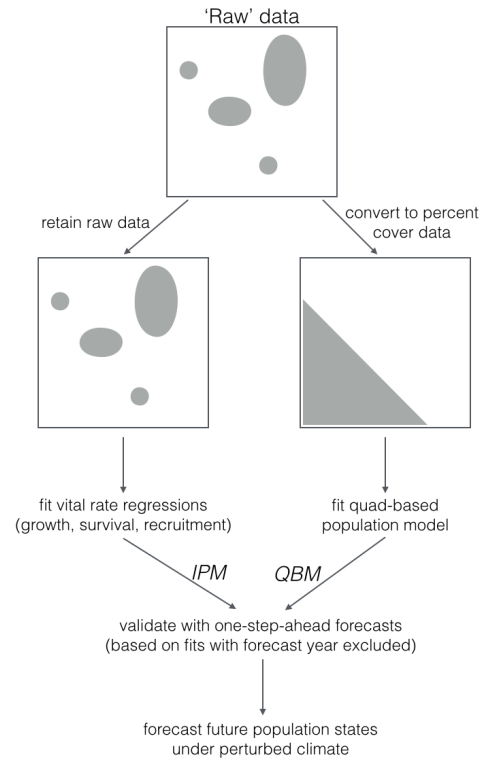 'Raw' data
retain raw data
convert to percent
cover data
fit vital rate regressions
(growth, survival, recruitment)
fit quad-based
population model
IPM
QBM
validate with one-step-ahead forecasts
(based on fits with forecast year excluded)
forecast future population states
under perturbed climate